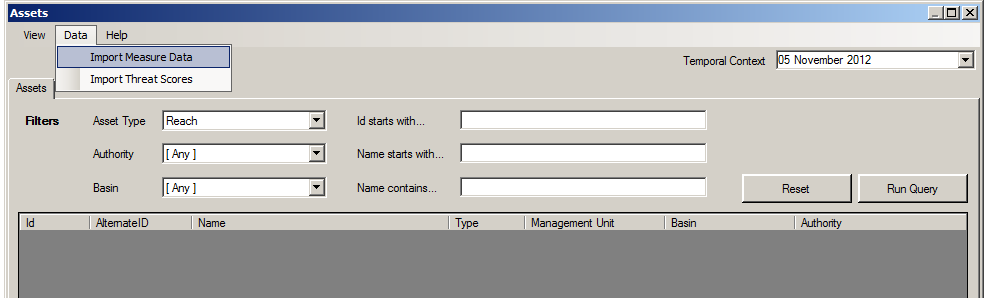 Assets
View Data Help
Import Measure Data
Temporal Context 05 November 2012
Import Threat Scores
Assets
Filters Asset Type Reach Id starts with...
Authority [ Any ] Name starts with...
Basin [ Any ] Name contains... Reset Run Query
Id AlternateID Name Type Management Unit Basin Authority